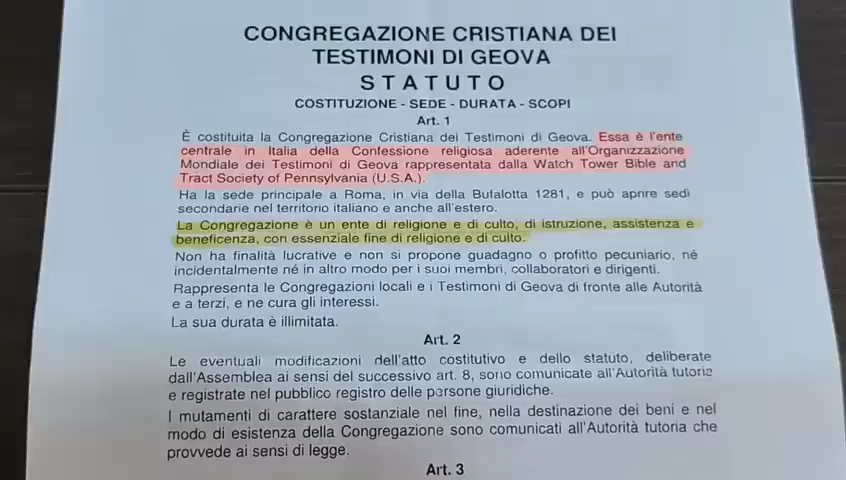 CONGREGAZIONE CRISTIANA DEI
TESTIMONI DI GEOVA
STATUTO
COSTITUZIONE - SEDE - DURATA - SCOPI
Art. 1
È costituita la Congregazione Cristiana dei Testimoni di Geova. Essa è l'ente
centrale in Italia della Confessione religiosa aderente all'Organizzazione
Mondiale dei Testimoni di Geova rappresentata dalla Watch Tower Bible and
Tract Society of Pennsylvania (U.S.A.).
Ha la sede principale a Roma, in via della Bufalotta 1281, e può aprire sedi
secondarie nel territorio italiano e anche all'estero.
La Congregazione è un ente di religione e di culto, di istruzione, assistenza e
beneficenza, con essenziale fine di religione e di culto.
Non ha finalità lucrative e non si propone guadagno o profitto pecuniario, né
incidentalmente né in altro modo per i suoi membri, collaboratori e dirigenti.
Rappresenta le Congregazioni locali e i Testimoni di Geova di fronte alle Autorità
e a terzi, e ne cura gli interessi.
La sua durata è illimitata.
Art. 2
Le eventuali modificazioni dell'atto costitutivo e dello statuto, deliberate
dall'Assemblea ai sensi del successivo art. 8, sono comunicate all'Autorità tutoria
e registrate nel pubblico registro delle persone giuridiche.
I mutamenti di carattere sostanziale nel fine, nella destinazione dei beni e nel
modo di esistenza della Congregazione sono comunicati all'Autorità tutoria che
provvede ai sensi di legge.
Art. 3